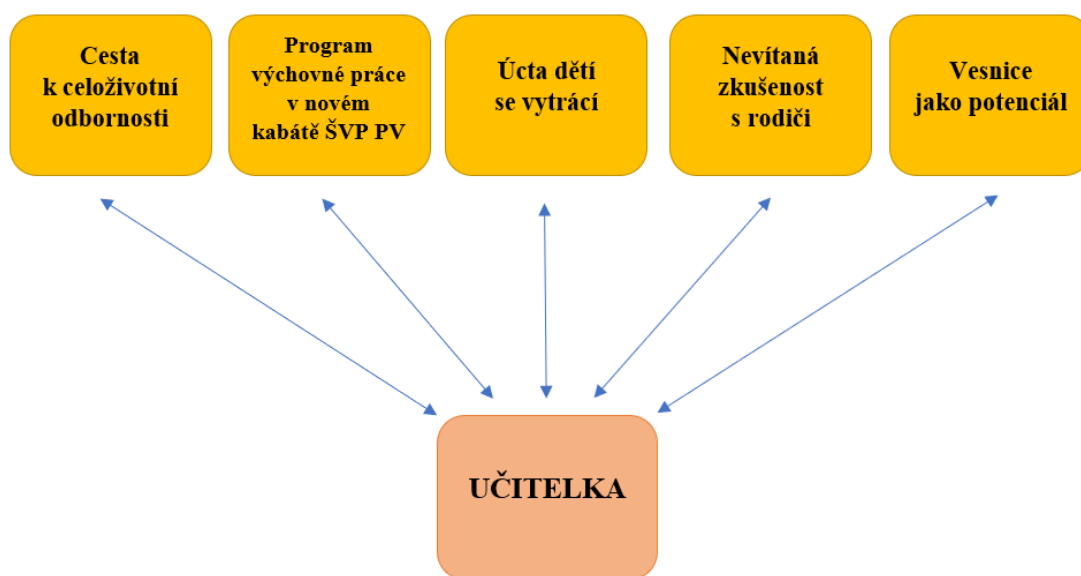 Cesta
k celoživotní
odbornosti
Program
výchovné práce
v novém
kabátě ŠVP PV
Úcta dětí
se vytrácí
Nevítaná
zkušenost
s rodiči
Vesnice
jako potenciál
UČITELKA